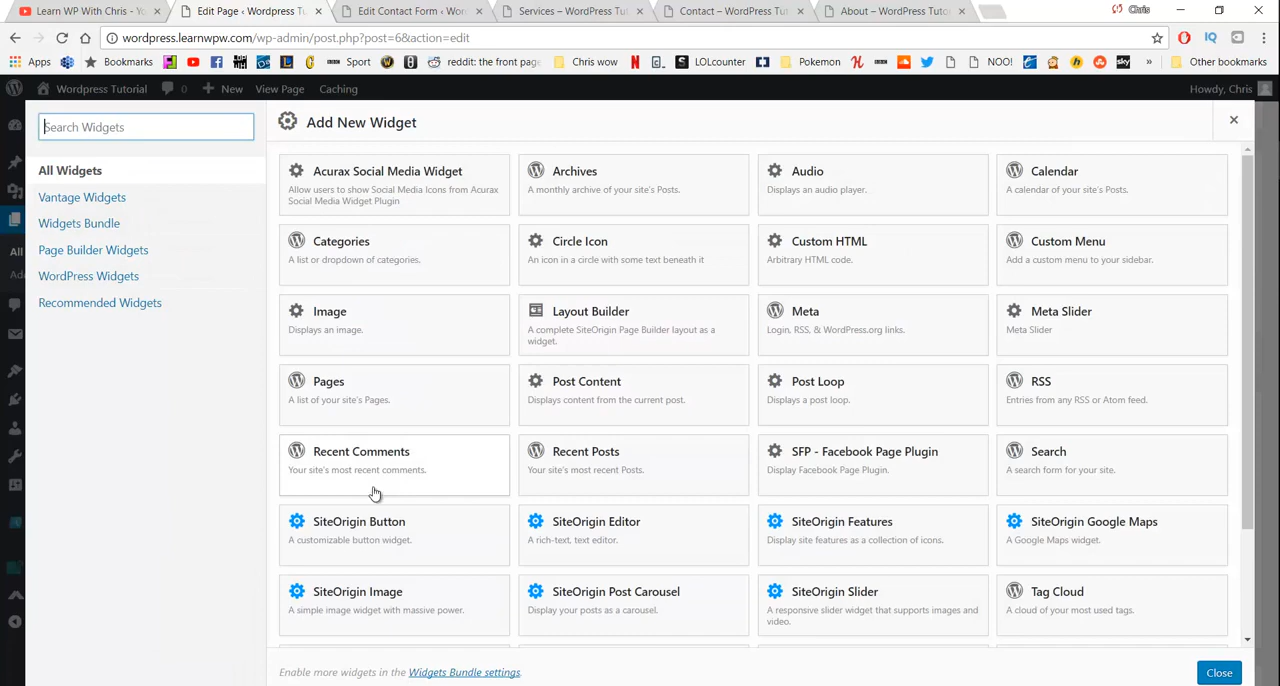 Learn WP With Chris - Y
Edit Page ‹ Wordpress Tu
Edit Contact Form ‹ Wor
Services – WordPress Tu
Contact – WordPress Tu
About – WordPress Tutor
Chris
wordpress.learnwpw.com/wp-admin/post.php?post=6&action=edit
Apps
Bookmarks
Sport
reddit: the front page
Chris wow
LOLcounter
Pokemon
NOO!
sky
»
Other bookmarks
Wordpress Tutorial
0
New
View Page
Caching
Howdy, Chris
Search Widgets
All Widgets
Vantage Widgets
Widgets Bundle
Page Builder Widgets
WordPress Widgets
Recommended Widgets
All
Add
Add New Widget
Acurax Social Media Widget
Allow users to show Social Media Icons from Acurax
Social Media Widget Plugin
Archives
A monthly archive of your site's Posts.
Audio
Displays an audio player.
Calendar
A calendar of your site's Posts.
Categories
A list or dropdown of categories.
Circle Icon
An icon in a circle with some text beneath it
Custom HTML
Arbitrary HTML code.
Custom Menu
Add a custom menu to your sidebar.
Image
Displays an image.
Layout Builder
A complete SiteOrigin Page Builder layout as a
widget.
Meta
Login, RSS, & WordPress.org links.
Meta Slider
Meta Slider
Pages
A list of your site's Pages.
Post Content
Displays content from the current post.
Post Loop
Displays a post loop.
RSS
Entries from any RSS or Atom feed.
Recent Comments
Your site's most recent comments.
Recent Posts
Your site's most recent Posts.
SFP - Facebook Page Plugin
Display Facebook Page Plugin.
Search
A search form for your site.
SiteOrigin Button
A customizable button widget.
SiteOrigin Editor
A rich-text, text editor.
SiteOrigin Features
Display site features as a collection of icons.
SiteOrigin Google Maps
A Google Maps widget.
SiteOrigin Image
A simple image widget with massive power.
SiteOrigin Post Carousel
Display your posts as a carousel.
SiteOrigin Slider
A responsive slider widget that supports images and
video.
Tag Cloud
A cloud of your most used tags.
Enable more widgets in the Widgets Bundle settings.
Close